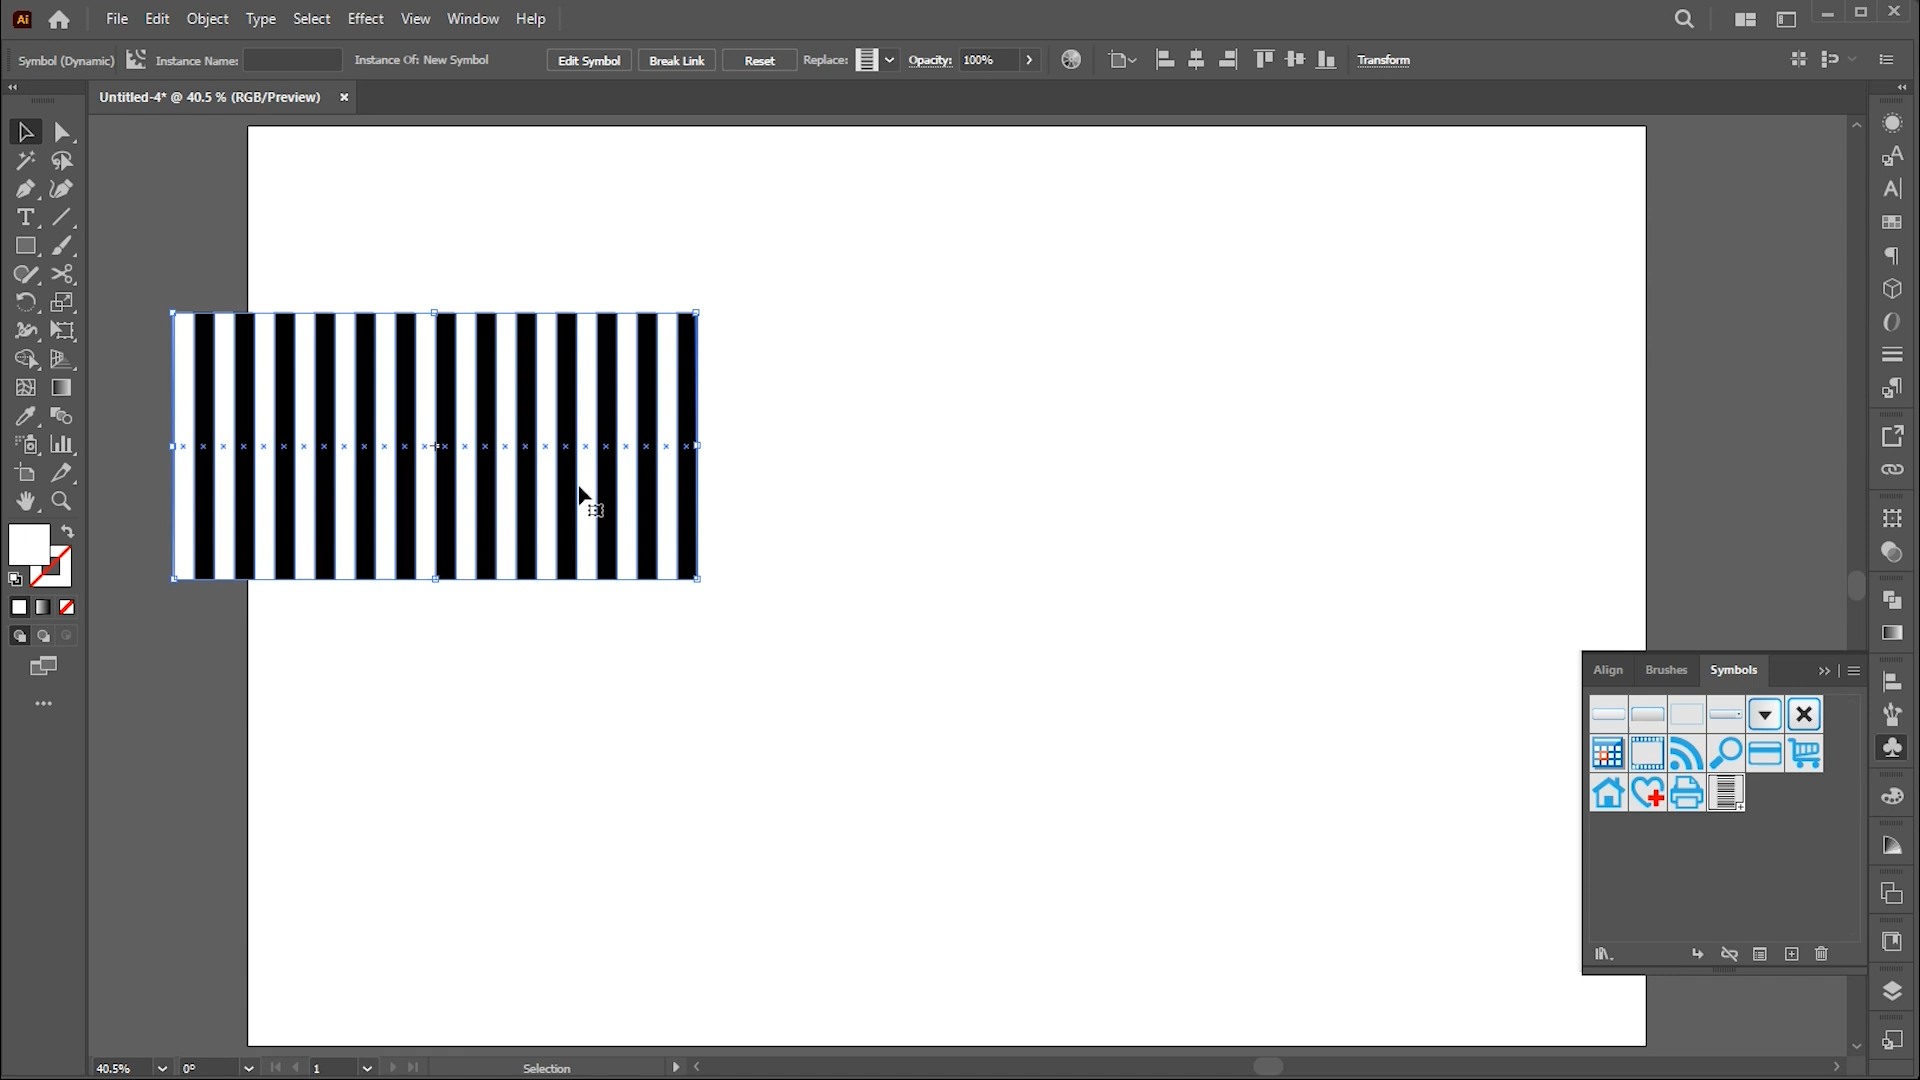 Ai File Edit Object Type Select Effect View Window Help
Symbol (Dynamic) Instance Name: Instance Of: New Symbol Edit Symbol Break Link Reset Replace: Opacity: 100% Transform
Untitled-4* @ 40.5 % (RGB/Preview)
Align Brushes Symbols
40.5% 0° 1 Selection